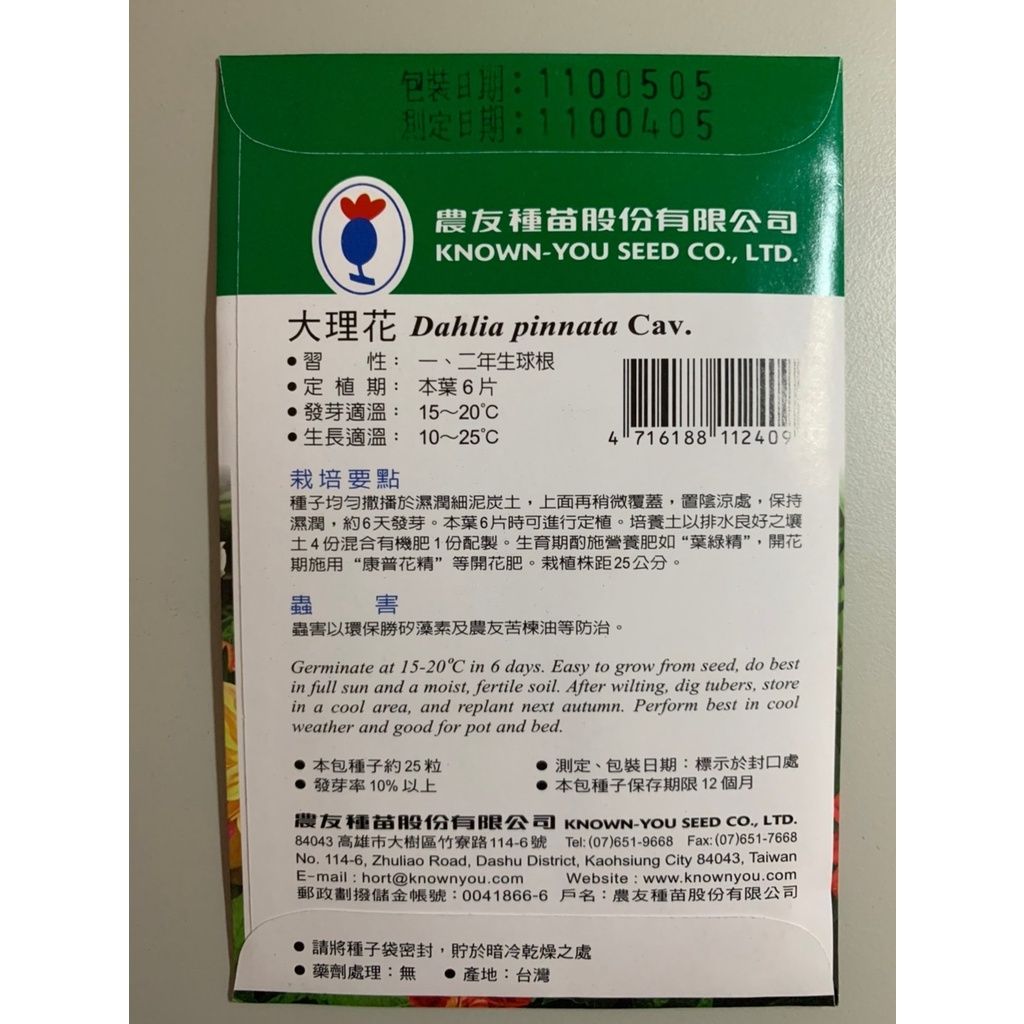 包裝日期：1100505
測定日期：1100405
農友種苗股份有限公司
KNOWN-YOU SEED CO., LTD.
大理花 Dahlia pinnata Cav.
●習　性：一、二年生球根
●定植期：本葉6片
●發芽適溫：15～20℃
●生長適溫：10～25℃
4 716188 112409
栽培要點
種子均勻撒播於濕潤細泥炭土，上面再稍微覆蓋，置陰涼處，保持
濕潤，約6天發芽。本葉6片時可進行定植。培養土以排水良好之壤
土4份混合有機肥1份配製。生育期酌施營養肥如“葉綠精”，開花
期施用“康普花精”等開花肥。栽植株距25公分。
蟲　害
蟲害以環保勝矽藻素及農友苦楝油等防治。
Germinate at 15-20℃ in 6 days. Easy to grow from seed, do best
in full sun and a moist, fertile soil. After wilting, dig tubers, store
in a cool area, and replant next autumn. Perform best in cool
weather and good for pot and bed.
●本包種子約25粒　●測定、包裝日期：標示於封口處
●發芽率10%以上　●本包種子保存期限12個月
農友種苗股份有限公司 KNOWN-YOU SEED CO., LTD.
84043 高雄市大樹區竹寮路114-6號 Tel:(07)651-9668 Fax:(07)651-7668
No. 114-6, Zhuliao Road, Dashu District, Kaohsiung City 84043, Taiwan
E-mail : hort@knownyou.com Website : www.knownyou.com
郵政劃撥儲金帳號：0041866-6 戶名：農友種苗股份有限公司
●請將種子袋密封，貯於暗冷乾燥之處
●藥劑處理：無　●產地：台灣